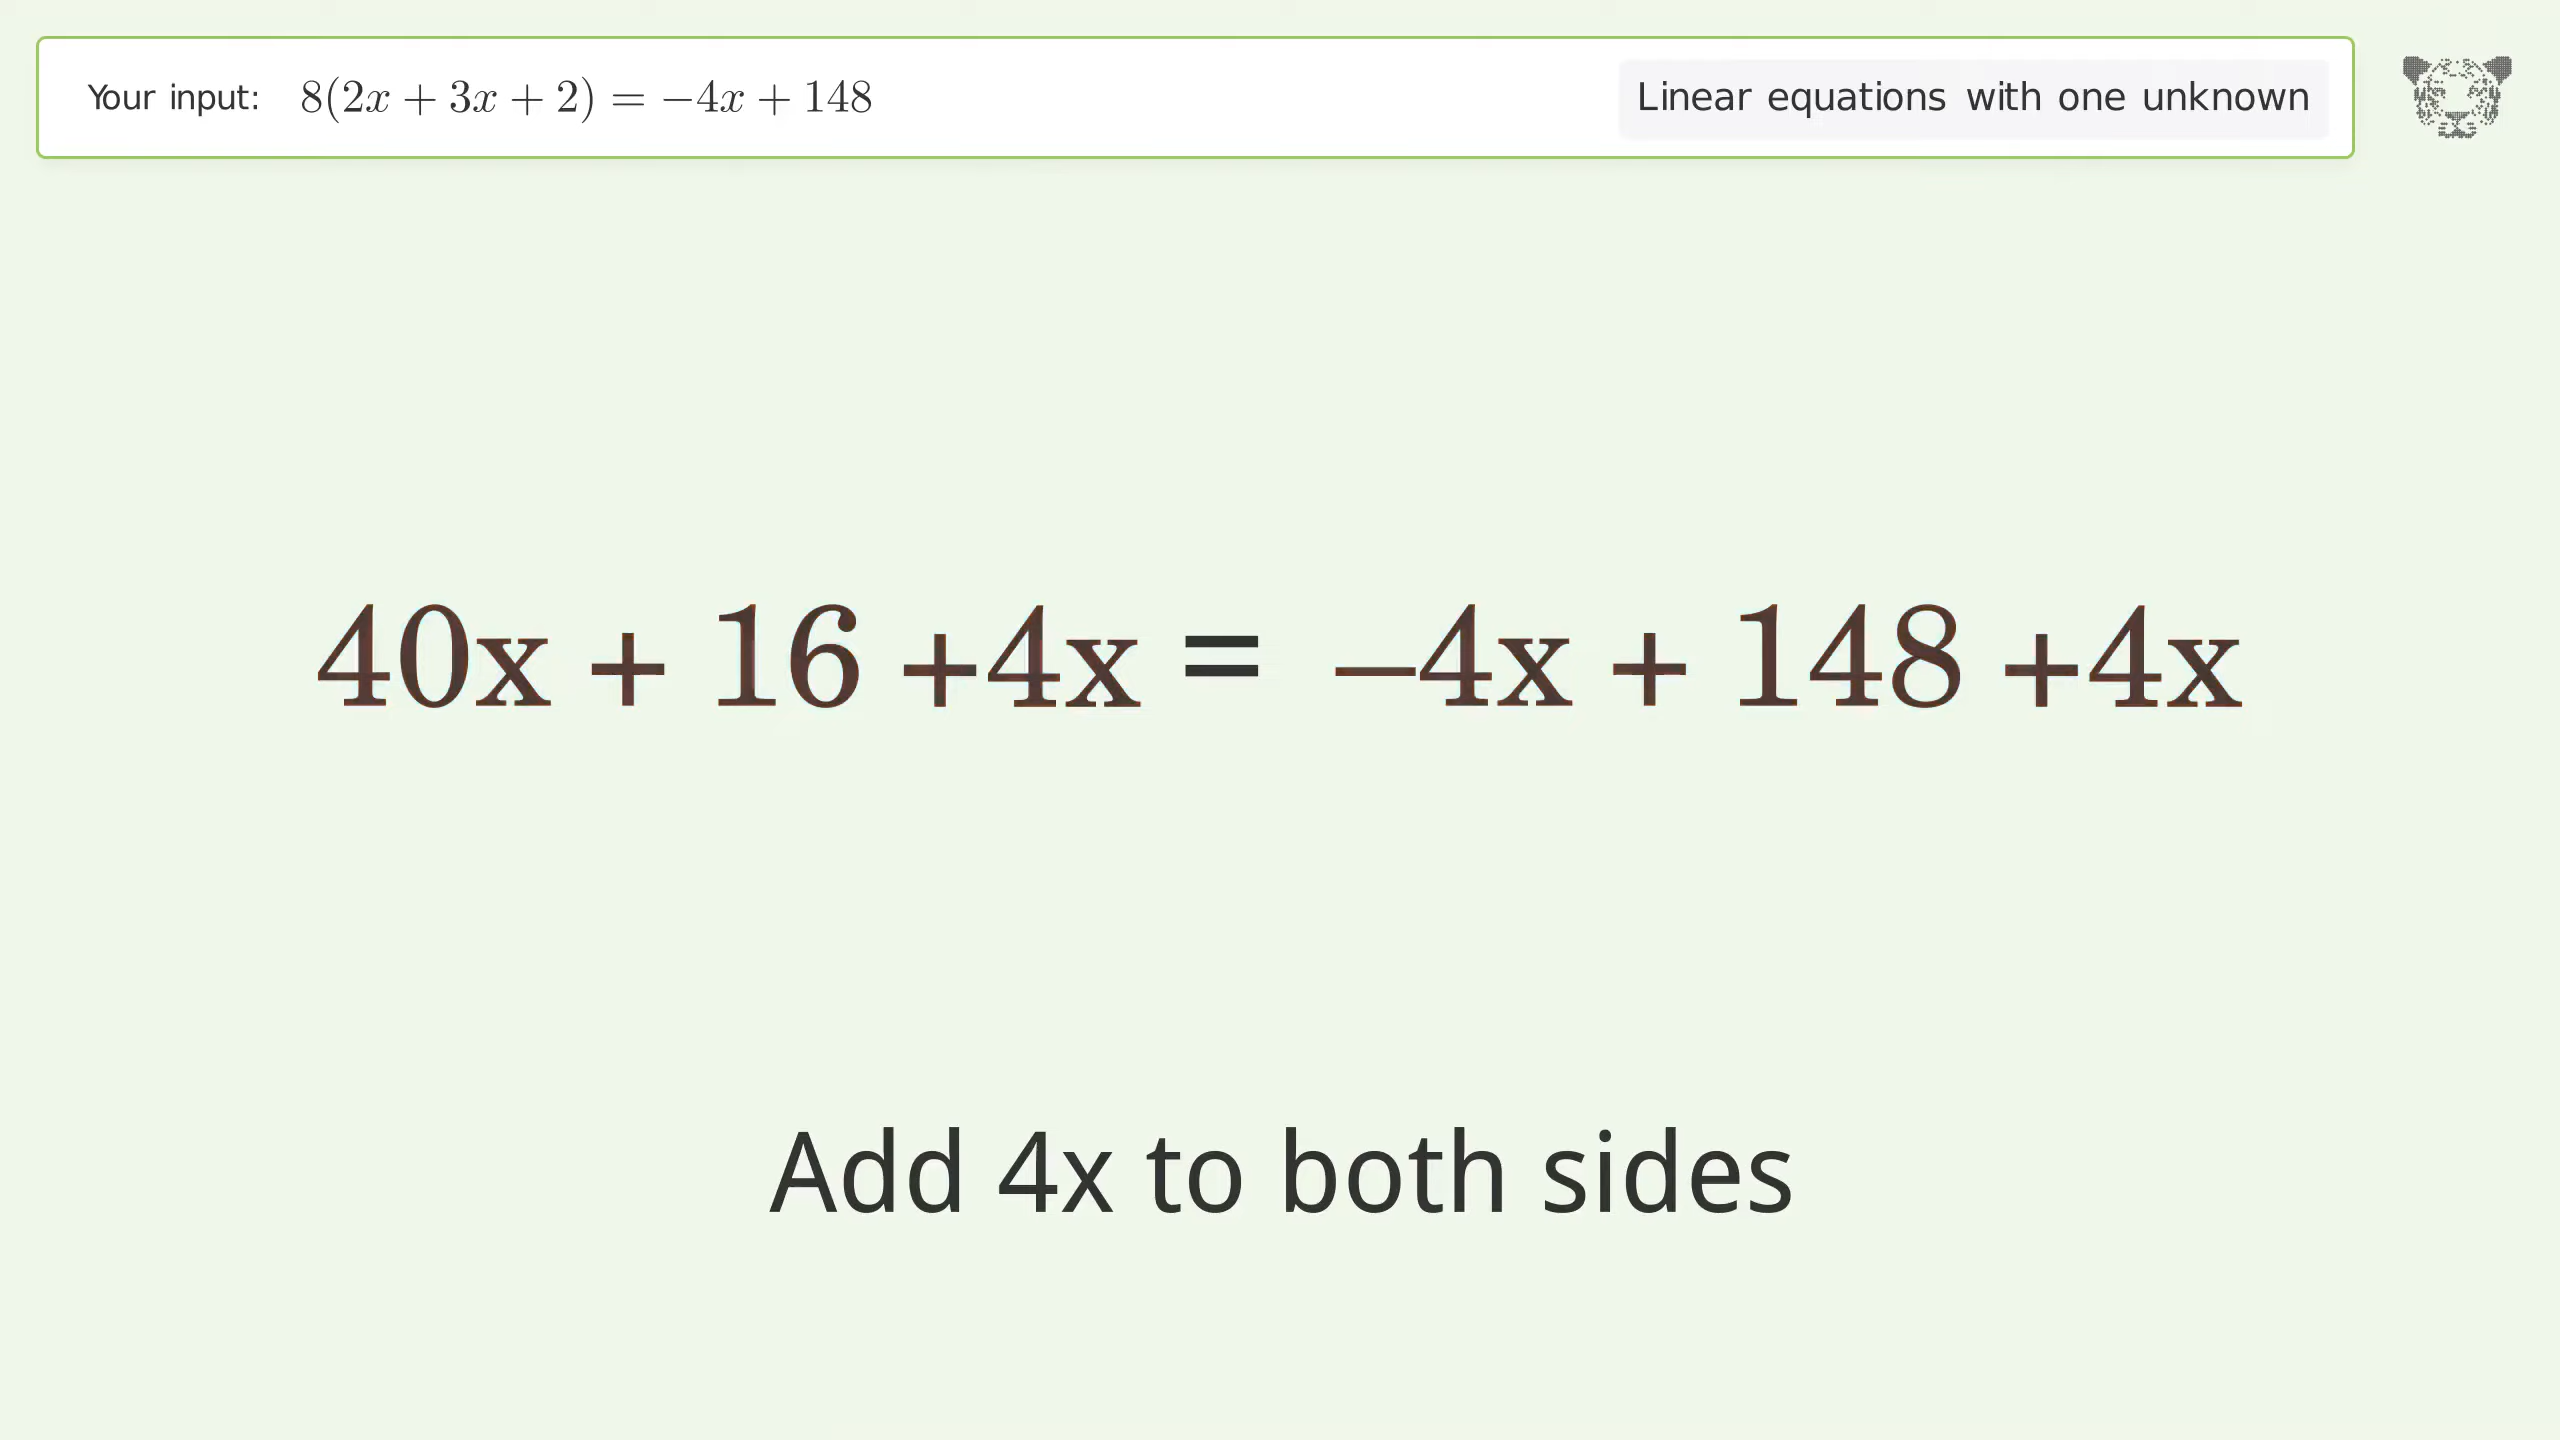 Your input: 8(2x + 3x + 2) = −4x + 148
Linear equations with one unknown
40x + 16 +4x = −4x + 148 +4x
Add 4x to both sides